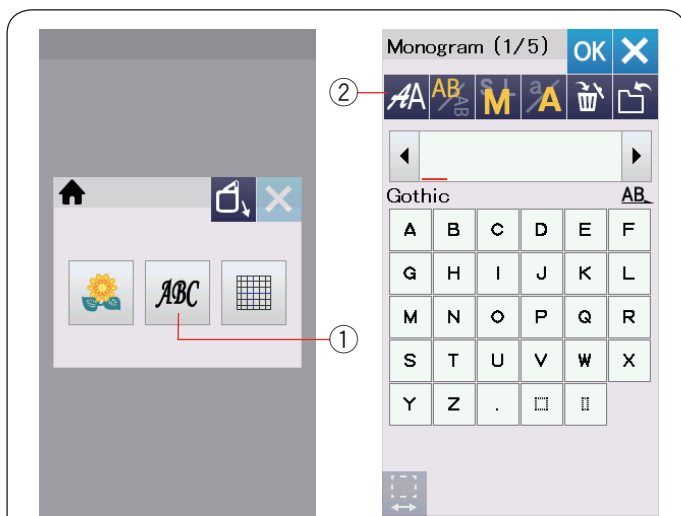 ABC
①
Monogram (1/5)
OK
②
AA
AB/AB
S M L
a/A
Gothic
AB
A B C D E F
G H I J K L
M N O P Q R
S T U V W X
Y Z .